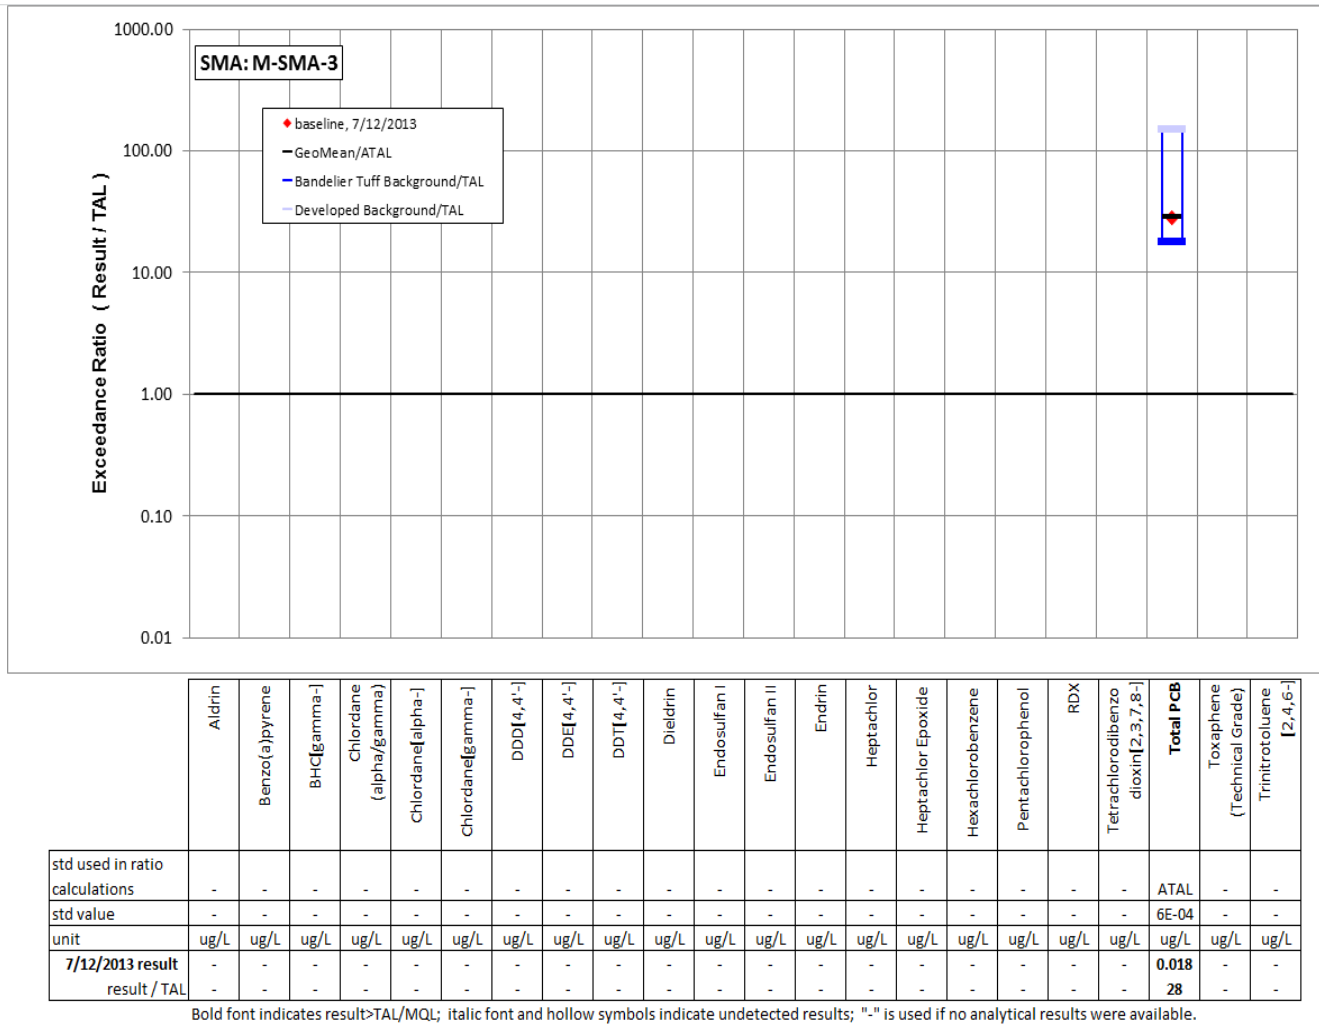 1000.00
SMA: M-SMA-3
baseline, 7/12/2013
GeoMean/ATAL
Bandelier Tuff Background/TAL
Developed Background/TAL
100.00
10.00
1.00
0.10
0.01
Exceedance Ratio ( Result / TAL )
Aldrin
Benzo(a)pyrene
BHC[gamma-]
Chlordane
(alpha/gamma)
Chlordane[alpha-]
Chlordane[gamma-]
DDD[4,4'-]
DDE[4,4'-]
DDT[4,4'-]
Dieldrin
Endosulfan I
Endosulfan II
Endrin
Heptachlor
Heptachlor Epoxide
Hexachlorobenzene
Pentachlorophenol
RDX
Tetrachlorodibenzo
dioxin[2,3,7,8-]
Total PCB
Toxaphene
(Technical Grade)
Trinitrotoluene
[2,4,6-]
std used in ratio
calculations - - - - - - - - - - - - - - - - - - - ATAL - -
std value - - - - - - - - - - - - - - - - - - - 6E-04 - -
unit ug/L ug/L ug/L ug/L ug/L ug/L ug/L ug/L ug/L ug/L ug/L ug/L ug/L ug/L ug/L ug/L ug/L ug/L ug/L ug/L ug/L ug/L
7/12/2013 result - - - - - - - - - - - - - - - - - - - 0.018 - -
result / TAL - - - - - - - - - - - - - - - - - - - 28 - -
Bold font indicates result>TAL/MQL; italic font and hollow symbols indicate undetected results; "-" is used if no analytical results were available.